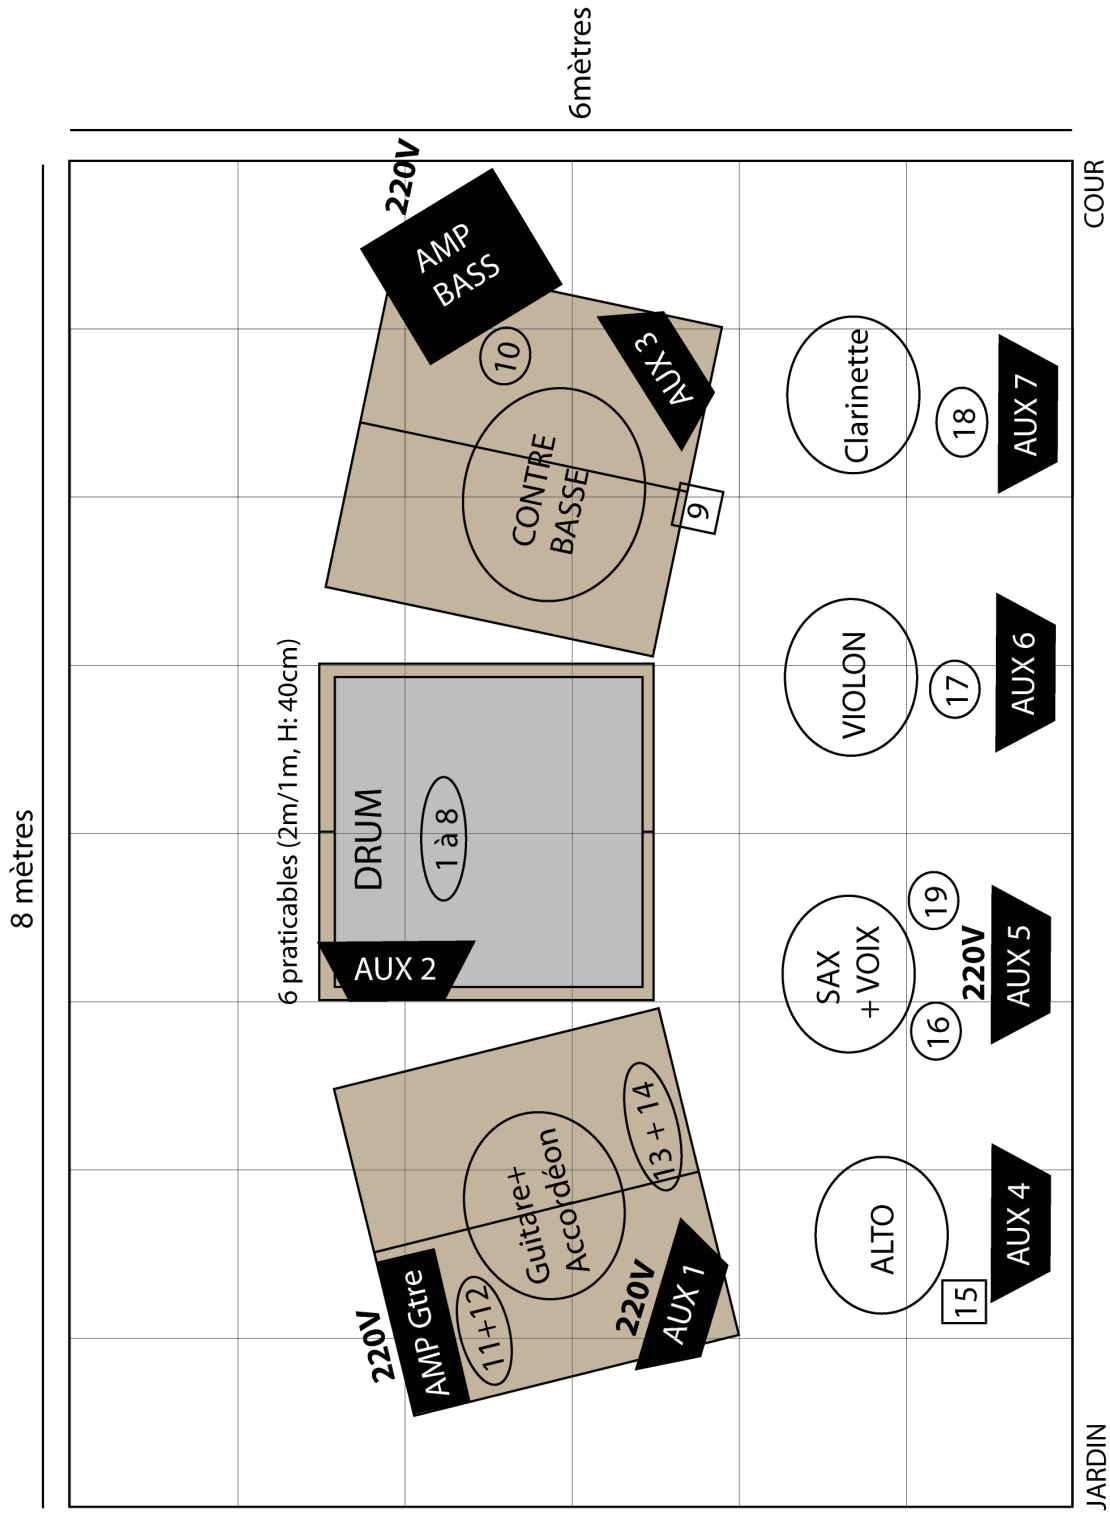 8 mètres
6mètres
6 praticables (2m/1m, H: 40cm)
220V
AMP Gtre
11+12
Guitare+
Accordéon
13 + 14
220V
AUX 1
DRUM
1 à 8
AUX 2
220V
AMP
BASS
10
CONTRE
BASSE
AUX 3
9
ALTO
15
AUX 4
SAX
+ VOIX
16
19
220V
AUX 5
VIOLON
17
AUX 6
Clarinette
18
AUX 7
JARDIN
COUR